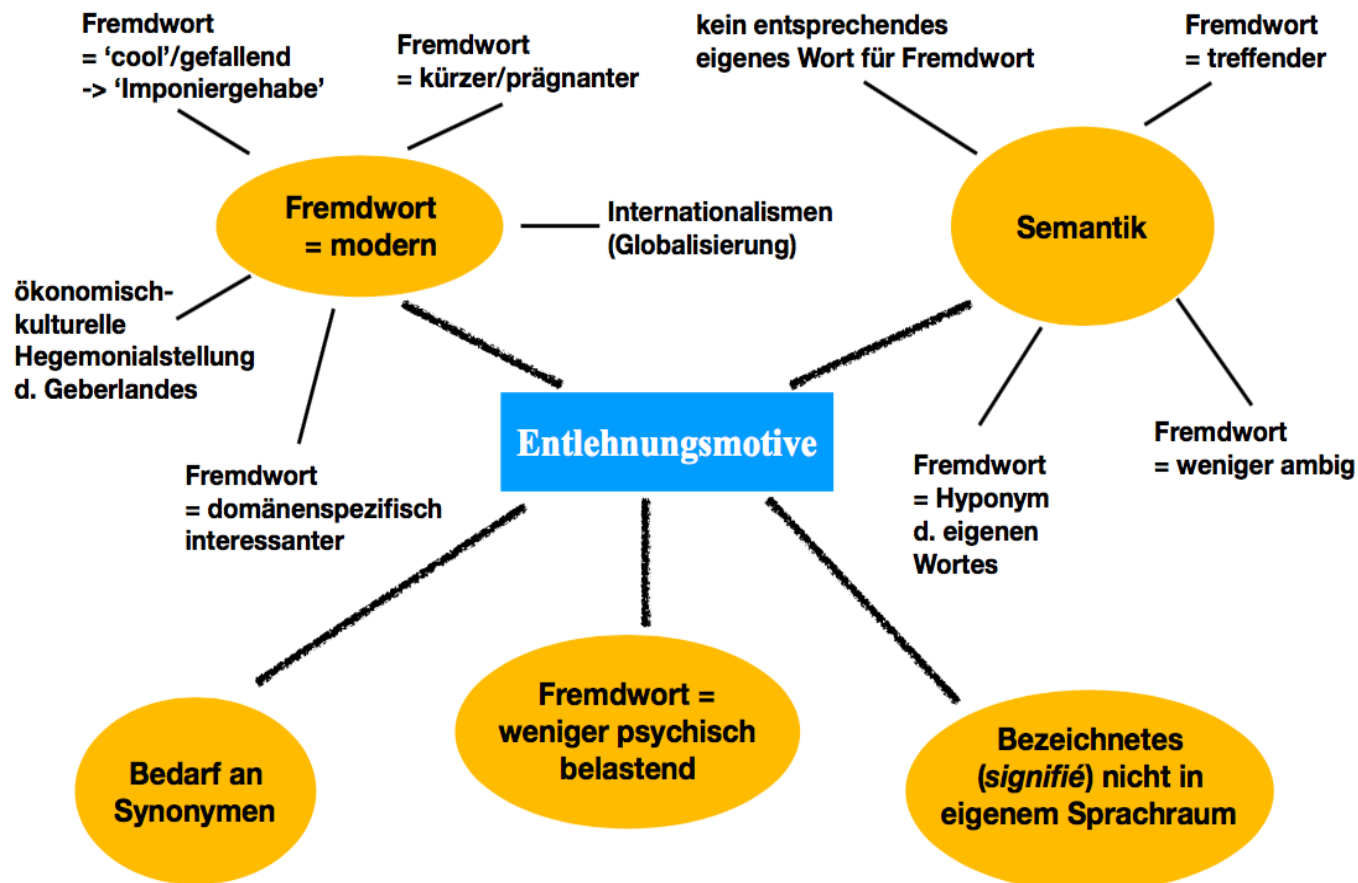 Fremdwort
= ‘cool’/gefallend
-> ‘Imponiergehabe’
Fremdwort
= kürzer/prägnanter
kein entsprechendes
eigenes Wort für Fremdwort
Fremdwort
= treffender
Fremdwort
= modern
Internationalismen
(Globalisierung)
Semantik
ökonomisch-
kulturelle
Hegemonialstellung
d. Geberlandes
Fremdwort
= domänenspezifisch
interessanter
Entlehnungsmotive
Fremdwort
= Hyponym
d. eigenen
Wortes
Fremdwort
= weniger ambig
Bedarf an
Synonymen
Fremdwort =
weniger psychisch
belastend
Bezeichnetes
(signifié) nicht in
eigenem Sprachraum